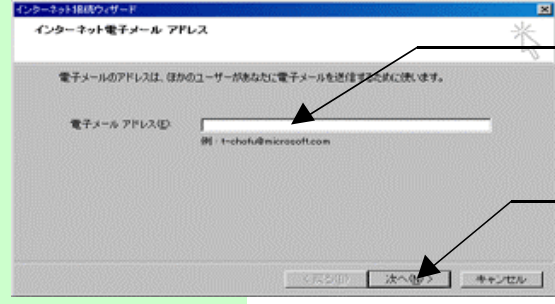 インターネット接続ウィザード
インターネット電子メール アドレス
電子メールのアドレスは、ほかのユーザーがあなたに電子メールを送信するために使います。
電子メール アドレス(E):
例 : t-chofu@microsoft.com
< 戻る(B) 次へ(N) > キャンセル